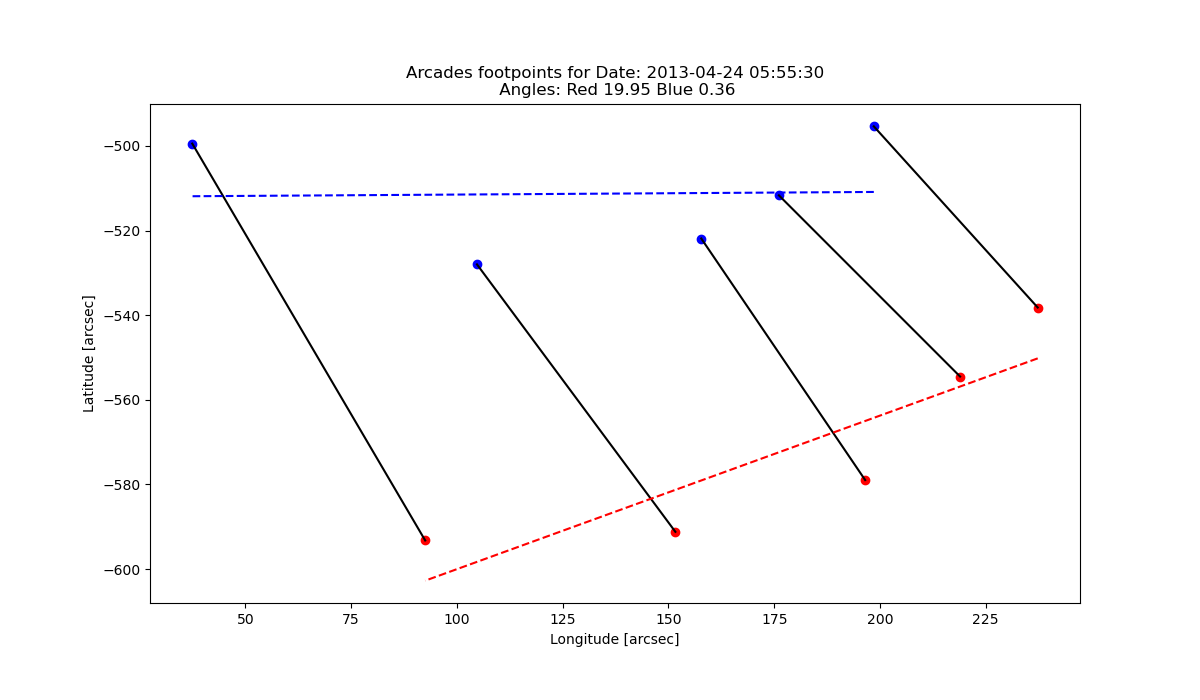 Arcades footpoints for Date: 2013-04-24 05:55:30
Angles: Red 19.95 Blue 0.36
Latitude [arcsec]
−500
−520
−540
−560
−580
−600
50 75 100 125 150 175 200 225
Longitude [arcsec]